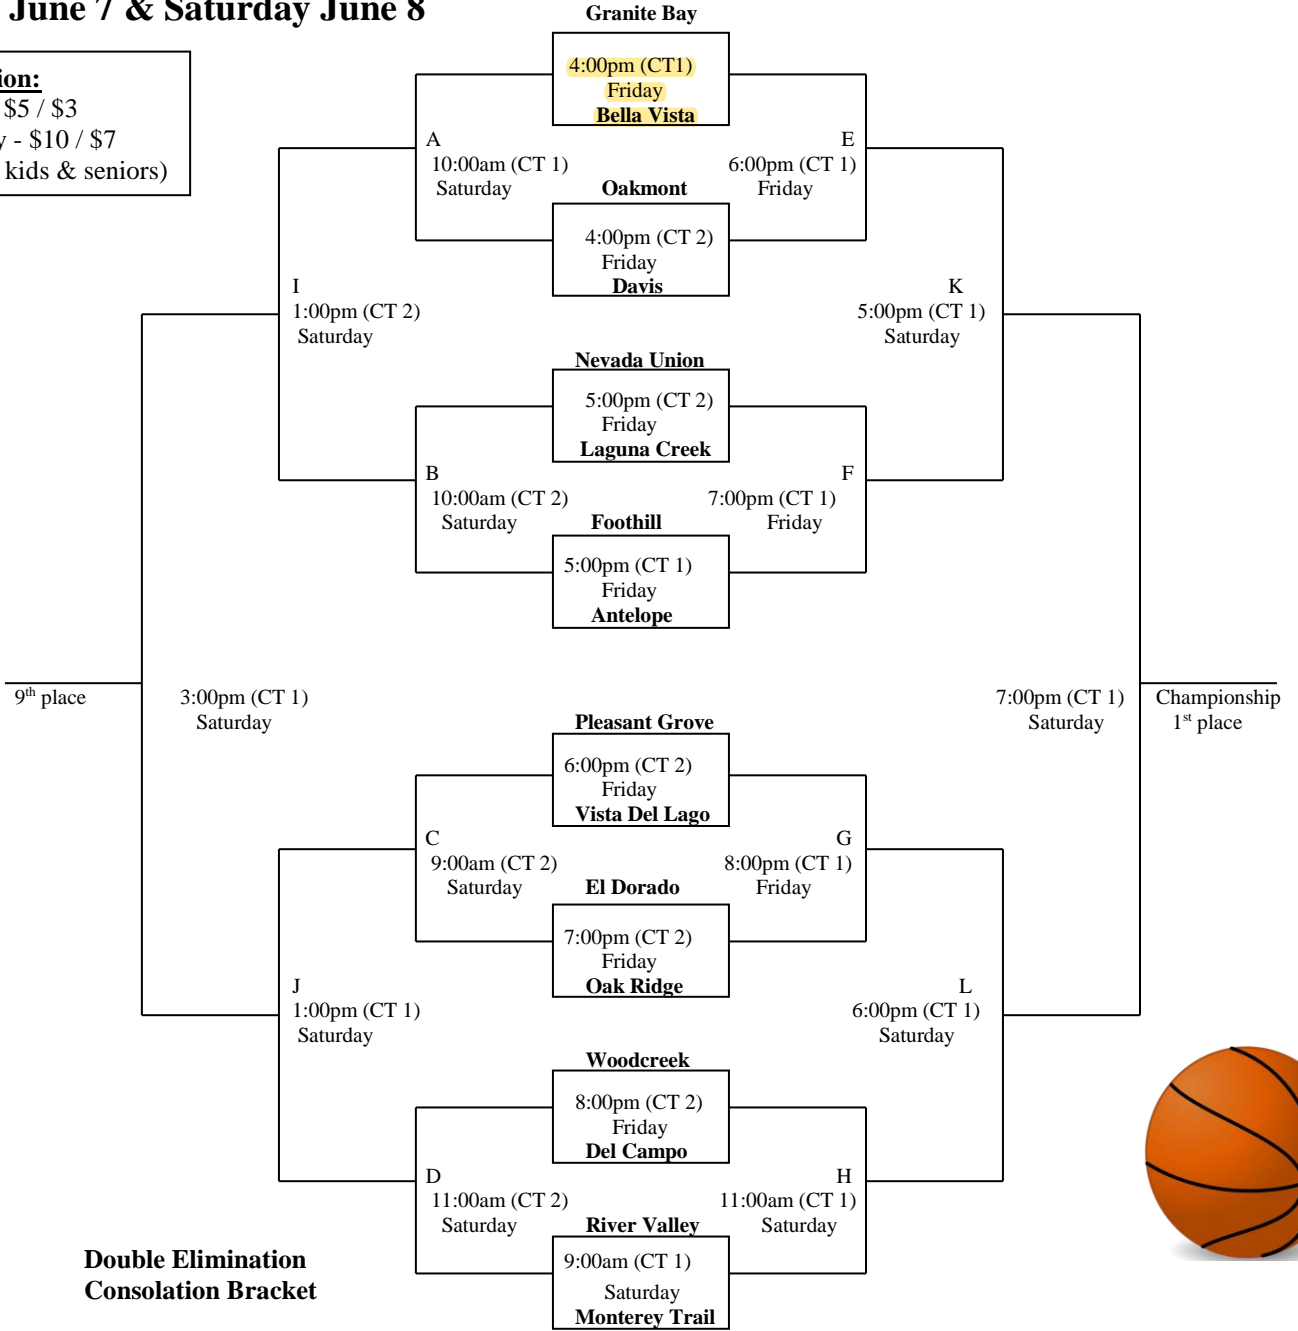 June 7 & Saturday June 8
Granite Bay
4:00pm (CT1)
Friday
Bella Vista
$5 / $3
- $10 / $7
kids & seniors)
A
10:00am (CT 1)
Saturday
E
6:00pm (CT 1)
Friday
Oakmont
4:00pm (CT 2)
Friday
Davis
I
1:00pm (CT 2)
Saturday
K
5:00pm (CT 1)
Saturday
Nevada Union
5:00pm (CT 2)
Friday
Laguna Creek
B
10:00am (CT 2)
Saturday
F
7:00pm (CT 1)
Friday
Foothill
5:00pm (CT 1)
Friday
Antelope
9th place
3:00pm (CT 1)
Saturday
7:00pm (CT 1)
Saturday
Championship
1st place
Pleasant Grove
6:00pm (CT 2)
Friday
Vista Del Lago
C
9:00am (CT 2)
Saturday
G
8:00pm (CT 1)
Friday
El Dorado
7:00pm (CT 2)
Friday
Oak Ridge
J
1:00pm (CT 1)
Saturday
L
6:00pm (CT 1)
Saturday
Woodcreek
8:00pm (CT 2)
Friday
Del Campo
D
11:00am (CT 2)
Saturday
H
11:00am (CT 1)
Saturday
River Valley
9:00am (CT 1)
Saturday
Monterey Trail
Double Elimination
Consolation Bracket